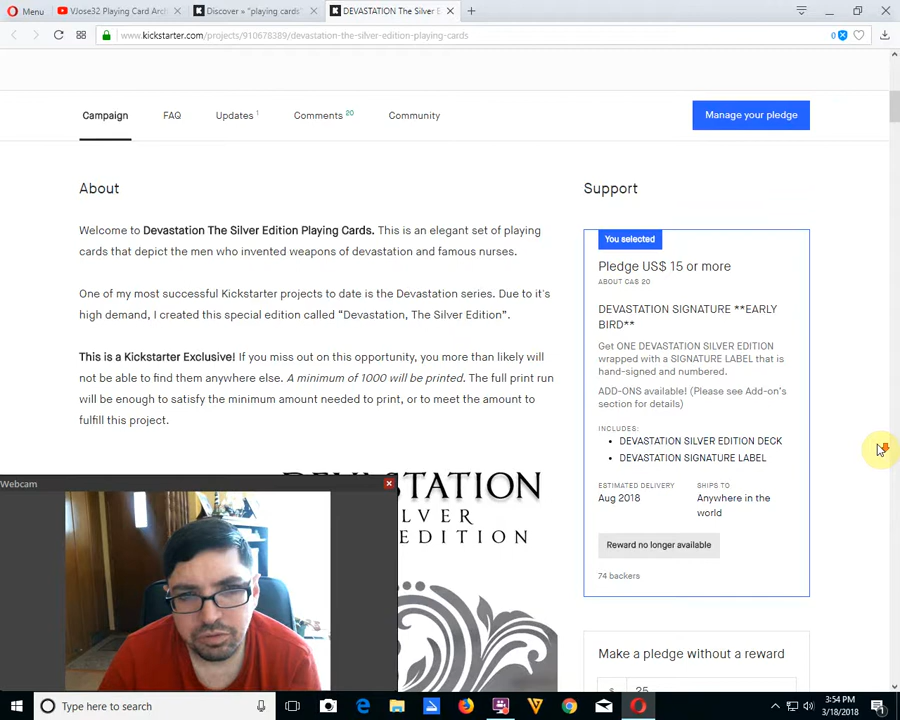 Menu
VJose32 Playing Card Arch
Discover » "playing cards"
DEVASTATION The Silver E
www.kickstarter.com/projects/910678389/devastation-the-silver-edition-playing-cards
0
Campaign
FAQ
Updates 1
Comments 20
Community
Manage your pledge
About
Support
Welcome to Devastation The Silver Edition Playing Cards. This is an elegant set of playing
cards that depict the men who invented weapons of devastation and famous nurses.
One of my most successful Kickstarter projects to date is the Devastation series. Due to it's
high demand, I created this special edition called “Devastation, The Silver Edition”.
This is a Kickstarter Exclusive! If you miss out on this opportunity, you more than likely will
not be able to find them anywhere else. A minimum of 1000 will be printed. The full print run
will be enough to satisfy the minimum amount needed to print, or to meet the amount to
fulfill this project.
You selected
Pledge US$ 15 or more
ABOUT CA$ 20
DEVASTATION SIGNATURE **EARLY
BIRD**
Get ONE DEVASTATION SILVER EDITION
wrapped with a SIGNATURE LABEL that is
hand-signed and numbered.
ADD-ONS available! (Please see Add-on's
section for details)
INCLUDES:
• DEVASTATION SILVER EDITION DECK
• DEVASTATION SIGNATURE LABEL
ESTIMATED DELIVERY
Aug 2018
SHIPS TO
Anywhere in the
world
Reward no longer available
74 backers
Make a pledge without a reward
$ 25
DEVASTATION
LVER
EDITION
Webcam
Type here to search
3:54 PM
3/18/2018
1